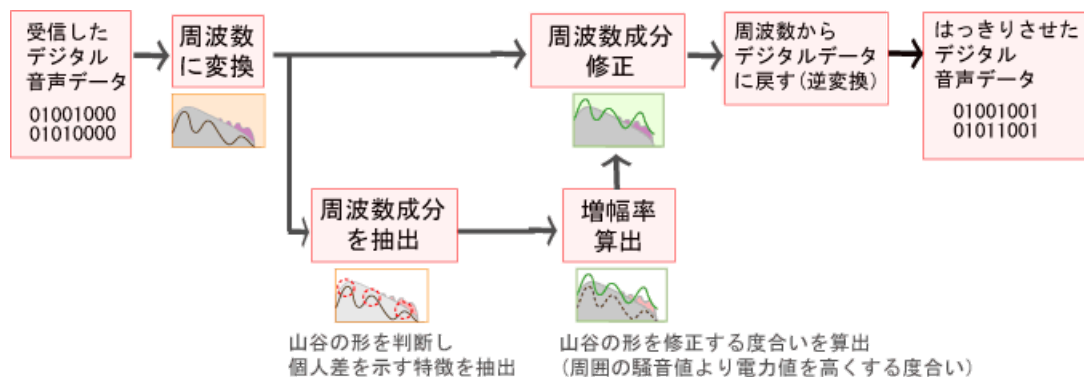 受信した
デジタル
音声データ
01001000
01010000
周波数
に変換
周波数成分
修正
周波数から
デジタルデータ
に戻す(逆変換)
はっきりさせた
デジタル
音声データ
01001001
01011001
周波数成分
を抽出
増幅率
算出
山谷の形を判断し
個人差を示す特徴を抽出
山谷の形を修正する度合いを算出
(周囲の騒音値より電力値を高くする度合い)